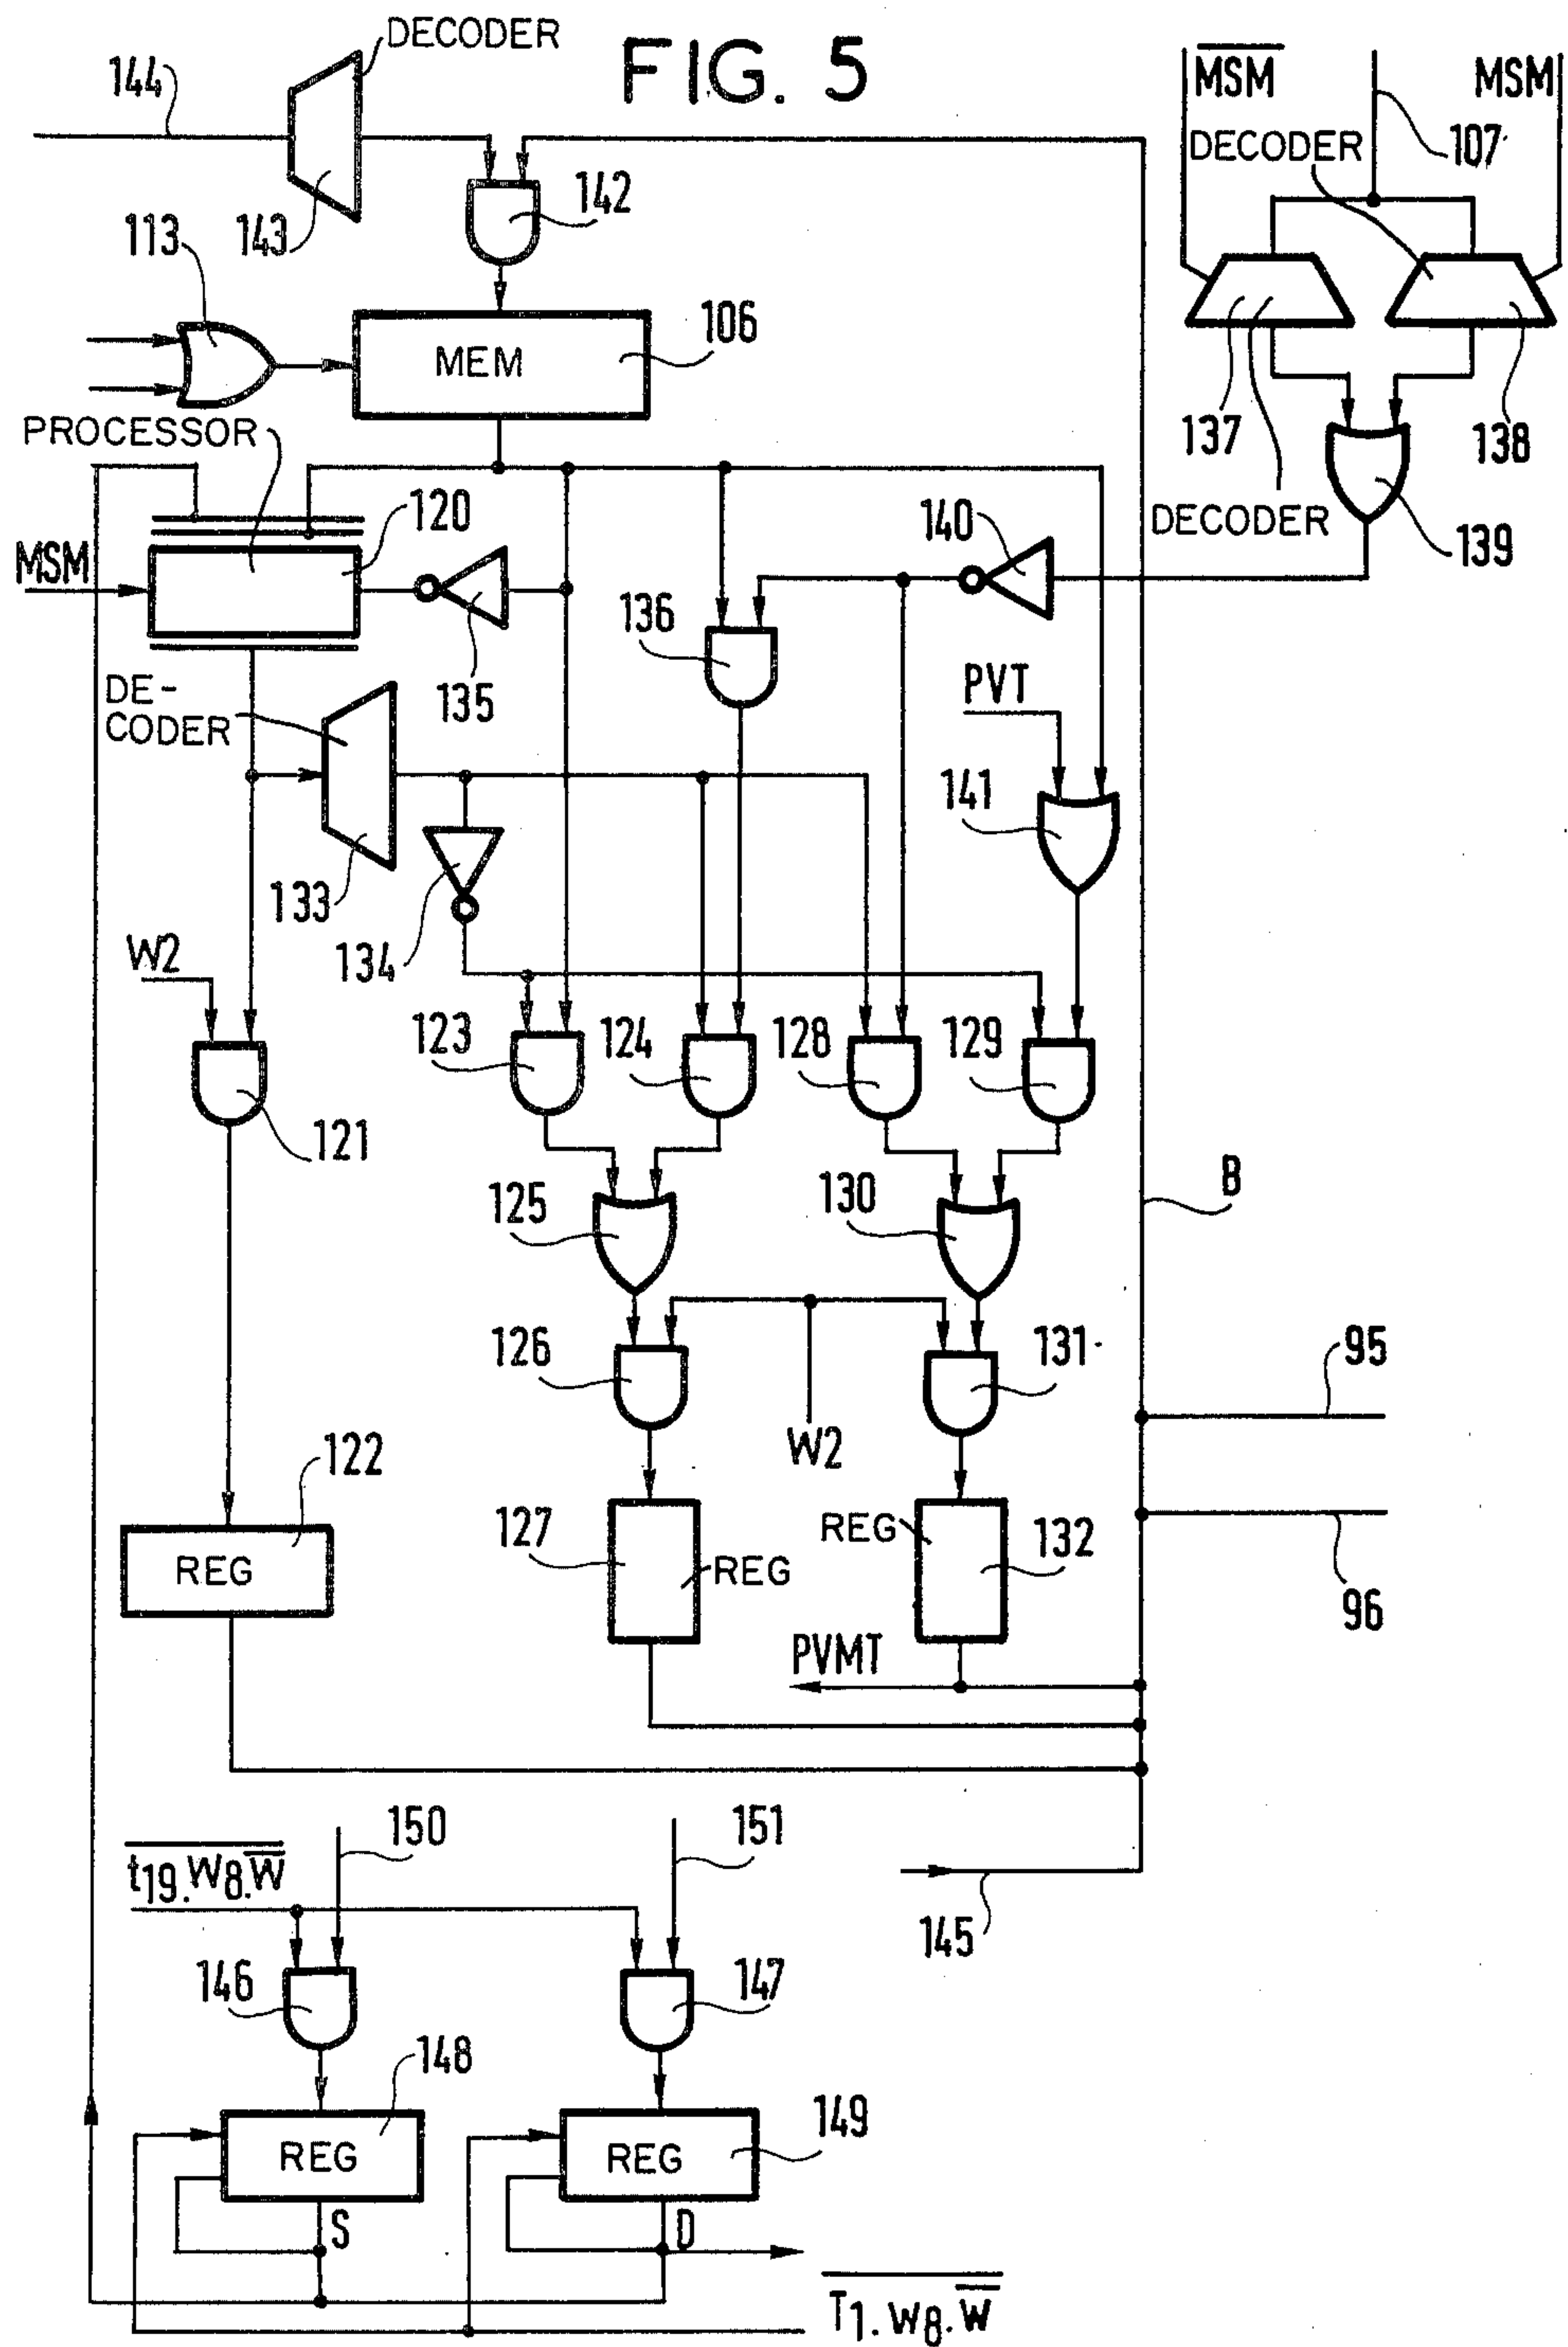 FIG. 5
DECODER
144
143
142
113
MEM
106
MSM̅
MSM
107
DECODER
137
138
DECODER
139
PROCESSOR
120
MSM
135
140
136
PVT
DE-
CODER
133
134
141
W2
121
123
124
128
129
125
130
B
126
131
W2
95
96
122
REG
127
REG
REG
132
PVMT
150
151
t19.W8.W̅
145
146
147
148
REG
149
REG
S
D
T1.W8.W̅